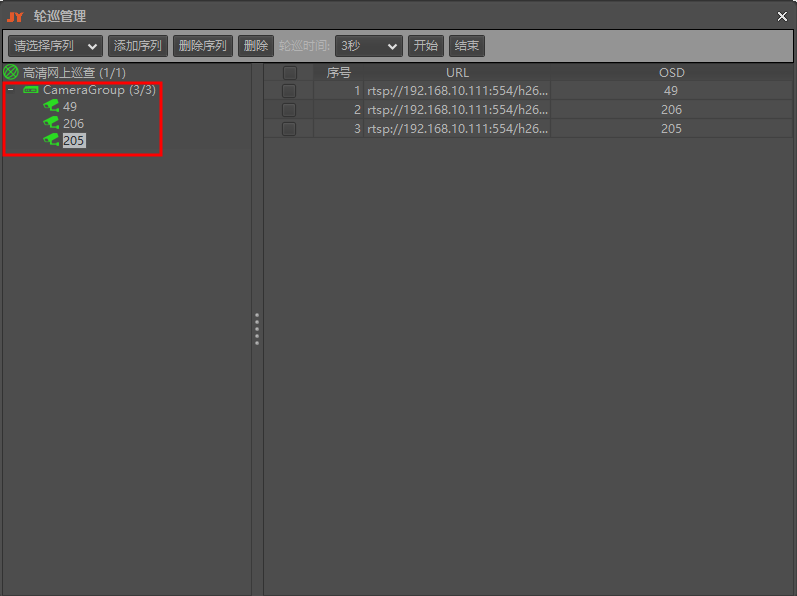 JY 轮巡管理
请选择序列 添加序列 删除序列 删除 轮巡时间: 3秒 开始 结束
高清网上巡查 (1/1)
CameraGroup (3/3)
49
206
205
序号 URL OSD
1 rtsp://192.168.10.111:554/h26... 49
2 rtsp://192.168.10.111:554/h26... 206
3 rtsp://192.168.10.111:554/h26... 205